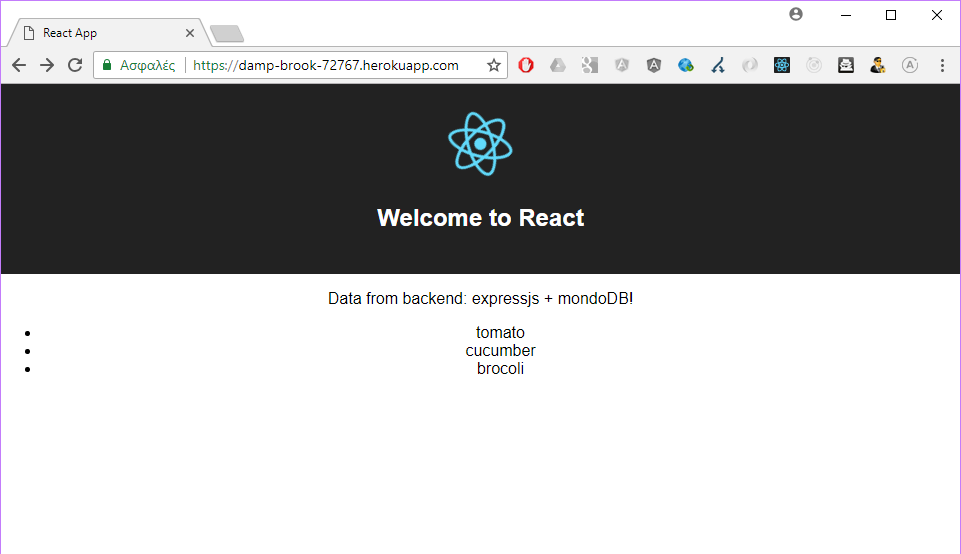 React App
Ασφαλές https://damp-brook-72767.herokuapp.com
Welcome to React
Data from backend: expressjs + mondoDB!
tomato
cucumber
brocoli